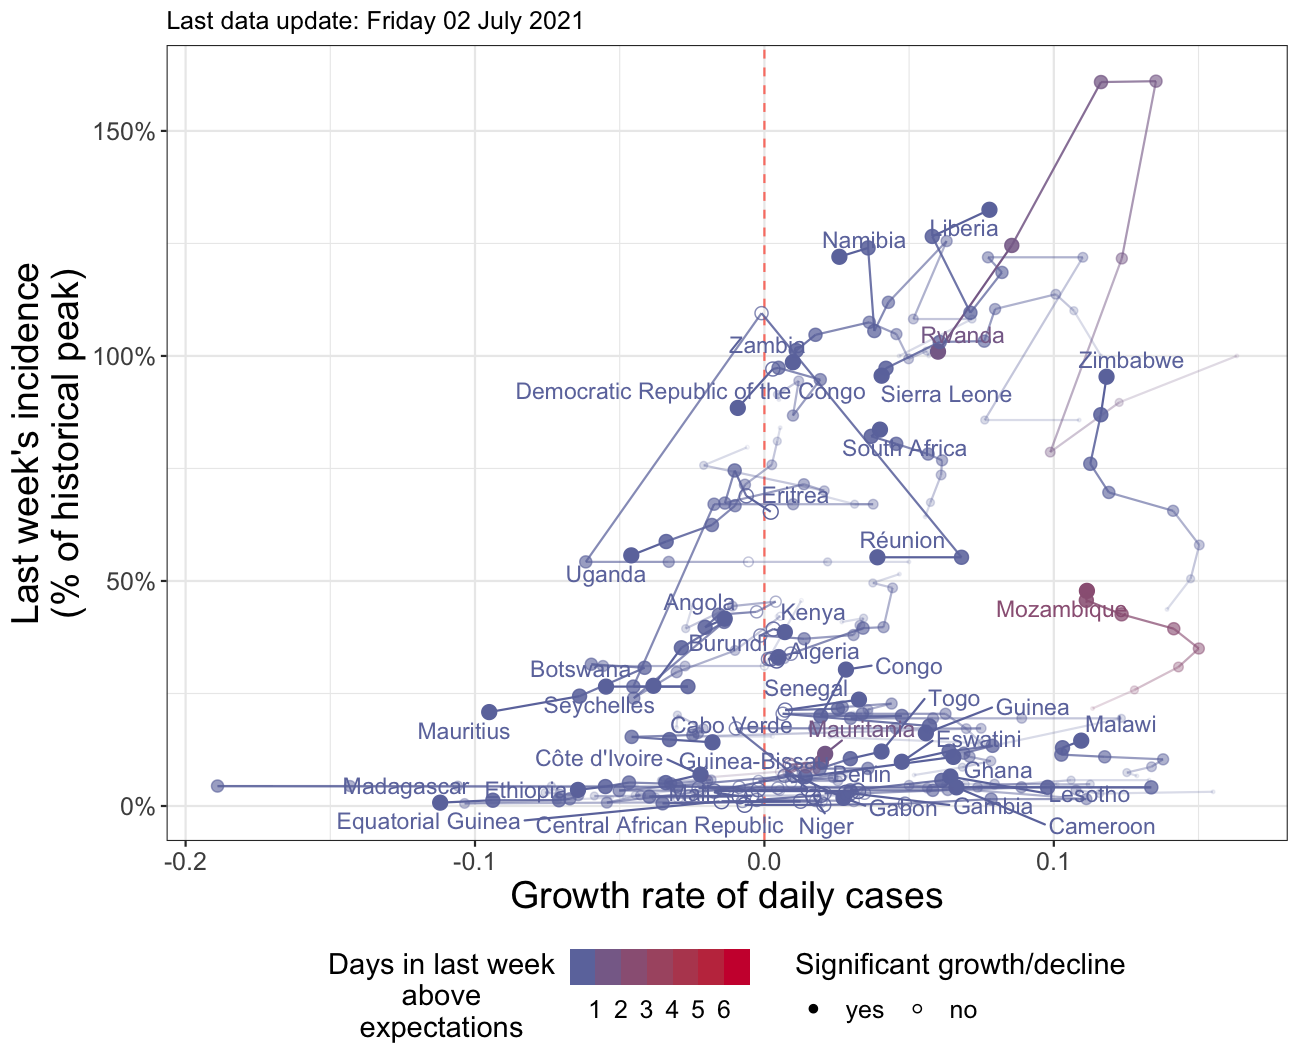 Last data update: Friday 02 July 2021
Last week's incidence
(% of historical peak)
150%
100%
50%
0%
Liberia
Namibia
Rwanda
Zambia
Zimbabwe
Democratic Republic of the Congo
Sierra Leone
South Africa
Eritrea
Réunion
Uganda
Angola
Mozambique
Kenya
Burundi
Algeria
Botswana
Congo
Senegal
Seychelles
Togo
Guinea
Mauritius
Cabo Verde
Mauritania
Malawi
Eswatini
Côte d'Ivoire
Guinea-Bissau
Benin
Ghana
Madagascar
Ethiopia
Lesotho
Gabon
Gambia
Equatorial Guinea
Central African Republic
Niger
Cameroon
-0.2
-0.1
0.0
0.1
Growth rate of daily cases
Days in last week
above
expectations
1 2 3 4 5 6
Significant growth/decline
yes
no